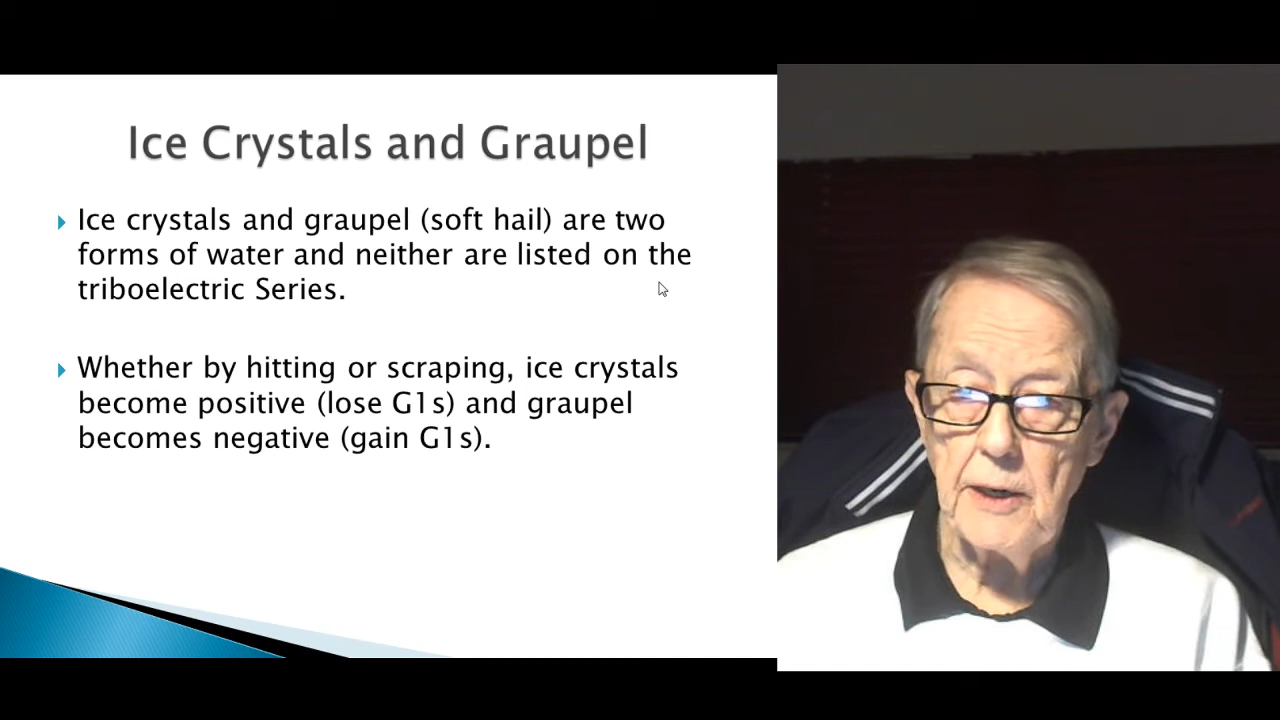 Ice Crystals and Graupel
Ice crystals and graupel (soft hail) are two
forms of water and neither are listed on the
triboelectric Series.
Whether by hitting or scraping, ice crystals
become positive (lose G1s) and graupel
becomes negative (gain G1s).